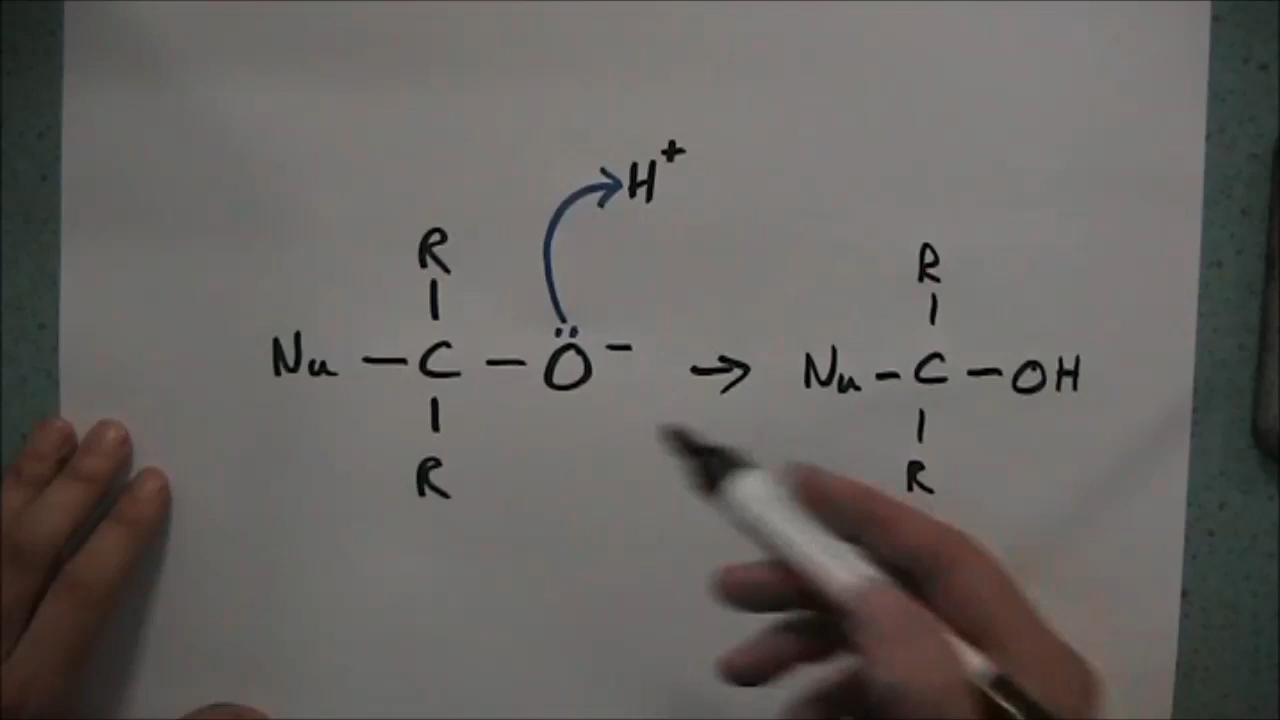 H⁺
R R
Nu – C – Ö⁻ → Nu – C – OH
R R